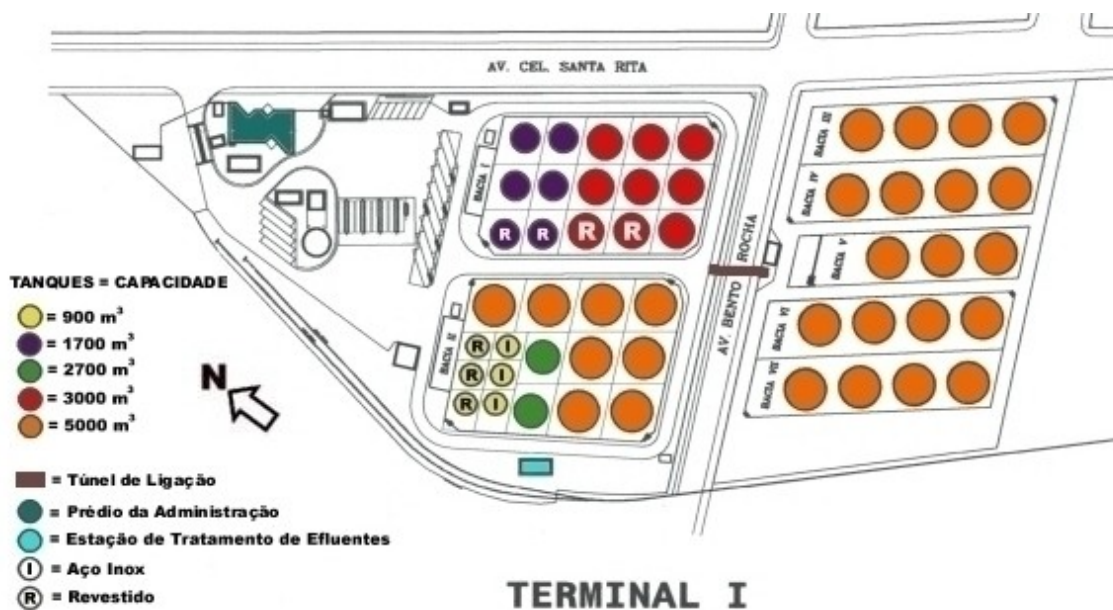 AV. CEL. SANTA RITA
BACIA III
BACIA I
R R R R
BACIA IV
AV. BENTO ROCHA
BACIA V
TANQUES = CAPACIDADE
= 900 m³
= 1700 m³
= 2700 m³
= 3000 m³
= 5000 m³
BACIA II
R I
R I
R I
BACIA VI
BACIA VII
N
= Túnel de Ligação
= Prédio da Administração
= Estação de Tratamento de Efluentes
I = Aço Inox
R = Revestido
TERMINAL I